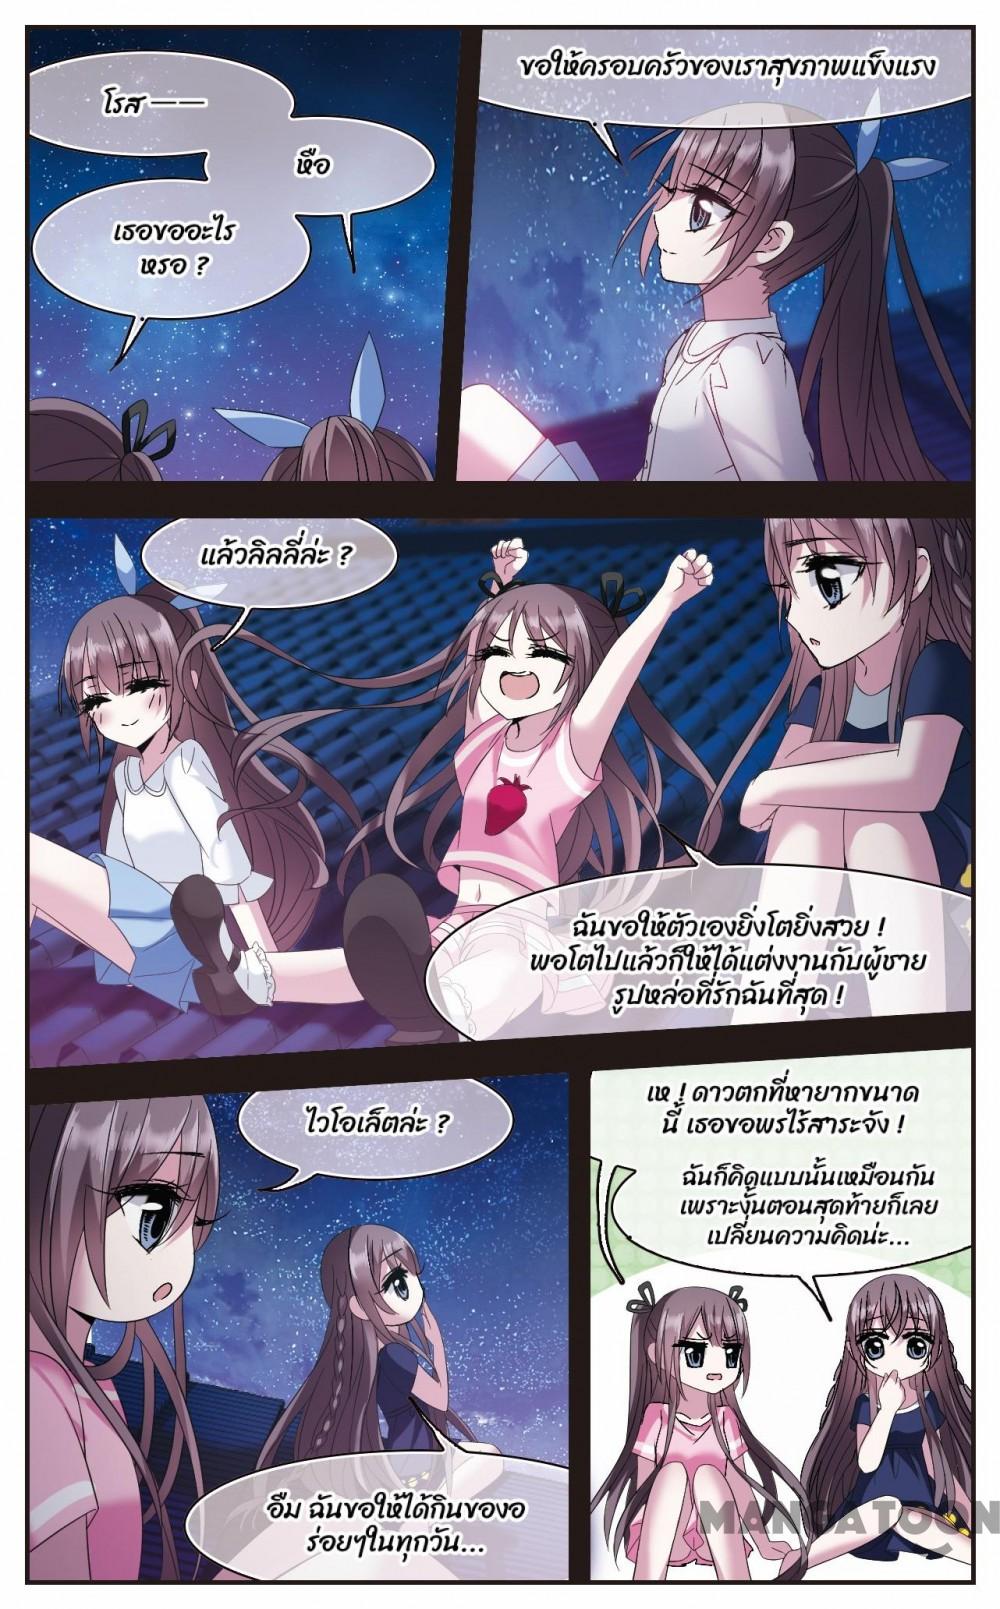 โรส ——
หือ
เธอขออะไร
หรอ ?
ขอให้ครอบครัวของเราสุขภาพแข็งแรง
แล้วลิลลี่ล่ะ ?
ฉันขอให้ตัวเองยิ่งโตยิ่งสวย !
พอโตไปแล้วก็ให้ได้แต่งงานกับผู้ชาย
รูปหล่อที่รักฉันที่สุด !
ไวโอเล็ตล่ะ ?
อืม ฉันขอให้ได้กินของอ
ร่อยๆในทุกวัน...
เห ! ดาวตกที่หายากขนาด
นี้ เธอขอพรไร้สาระจัง !
ฉันก็คิดแบบนั้นเหมือนกัน
เพราะงั้นตอนสุดท้ายก็เลย
เปลี่ยนความคิดน่ะ...
MANGATOON